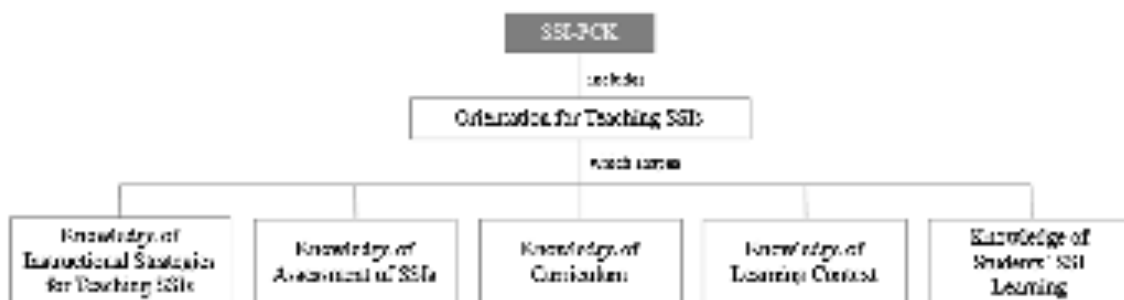 SSI-PCK
includes
Orientation for Teaching SSIs
which
Knowledge of
Instructional Strategies
for Teaching SSIs
Knowledge of
Assessment of SSIs
Knowledge of
Curriculum
Knowledge of
Learning Context
Knowledge of
Students' SSI
Learning